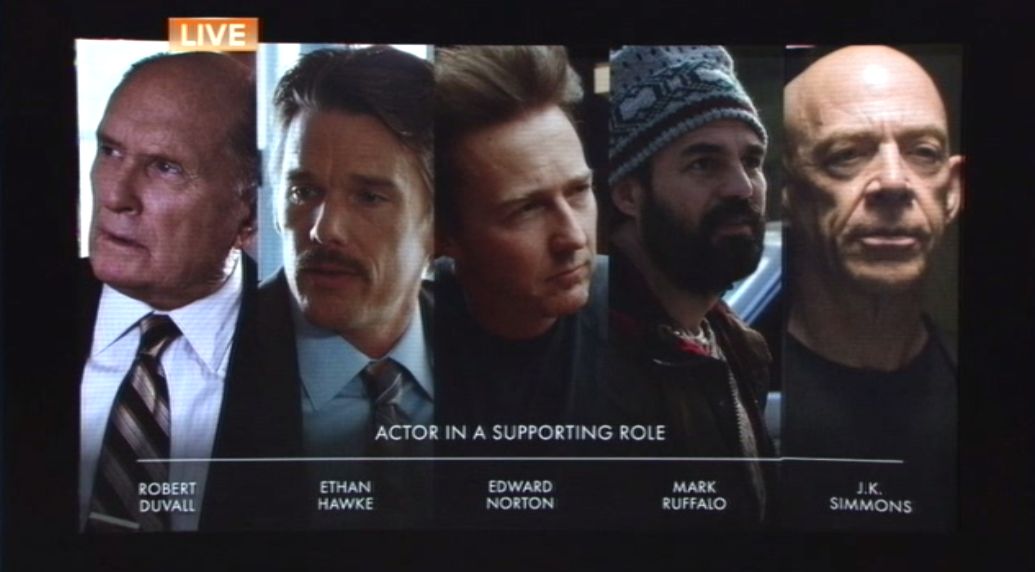 LIVE
ACTOR IN A SUPPORTING ROLE
ROBERT
DUVALL
ETHAN
HAWKE
EDWARD
NORTON
MARK
RUFFALO
J.K.
SIMMONS